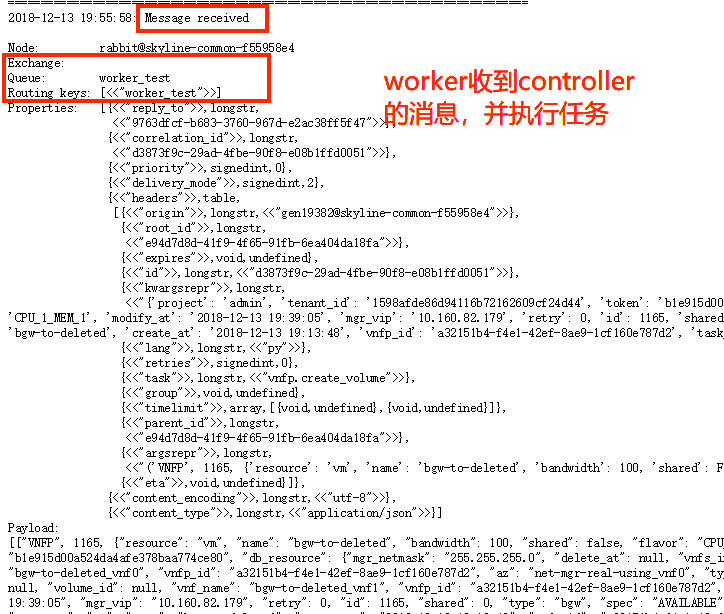 ================================================================
2018-12-13 19:55:58: Message received
Node: rabbit@skyline-common-f55958e4
Exchange:
Queue: worker_test
Routing keys: [<<"worker_test">>]
worker收到controller
的消息，并执行任务
Properties: [{<<"reply_to">>,longstr,
<<"9763dfcf-b683-3760-967d-e2ac38ff5f47">>},
{<<"correlation_id">>,longstr,
<<"d3873f9c-29ad-4fbe-90f8-e08b1ffd0051">>},
{<<"priority">>,signedint,0},
{<<"delivery_mode">>,signedint,2},
{<<"headers">>,table,
[{<<"origin">>,longstr,<<"gen19382@skyline-common-f55958e4">>},
{<<"root_id">>,longstr,
<<"e94d7d8d-41f9-4f65-91fb-6ea404da18fa">>},
{<<"expires">>,void,undefined},
{<<"id">>,longstr,<<"d3873f9c-29ad-4fbe-90f8-e08b1ffd0051">>},
{<<"kwargsrepr">>,longstr,
<<"{'project': 'admin', 'tenant_id': '1598afde86d94116b72162609cf24d44', 'token': 'b1e915d00
'CPU_1_MEM_1', 'modify_at': '2018-12-13 19:39:05', 'mgr_vip': '10.160.82.179', 'retry': 0, 'id': 1165, 'shared
'bgw-to-deleted', 'create_at': '2018-12-13 19:13:48', 'vnfp_id': 'a32151b4-f4e1-42ef-8ae9-1cf160e787d2', 'task_
{<<"lang">>,longstr,<<"py">>},
{<<"retries">>,signedint,0},
{<<"task">>,longstr,<<"vnfp.create_volume">>},
{<<"group">>,void,undefined},
{<<"timelimit">>,array,[{void,undefined},{void,undefined}]},
{<<"parent_id">>,longstr,
<<"e94d7d8d-41f9-4f65-91fb-6ea404da18fa">>},
{<<"argsrepr">>,longstr,
<<"('VNFP', 1165, {'resource': 'vm', 'name': 'bgw-to-deleted', 'bandwidth': 100, 'shared': F
{<<"eta">>,void,undefined}]},
{<<"content_encoding">>,longstr,<<"utf-8">>},
{<<"content_type">>,longstr,<<"application/json">>}]
Payload:
[["VNFP", 1165, {"resource": "vm", "name": "bgw-to-deleted", "bandwidth": 100, "shared": false, "flavor": "CPU_
"b1e915d00a524da4afe378baa774ce80", "db_resource": {"mgr_netmask": "255.255.255.0", "delete_at": null, "vnfs_i
"bgw-to-deleted_vnf0", "vnfp_id": "a32151b4-f4e1-42ef-8ae9-1cf160e787d2", "az": "net-mgr-real-using_vnf0", "ty
null, "volume_id": null, "vnf_name": "bgw-to-deleted_vnf1", "vnfp_id": "a32151b4-f4e1-42ef-8ae9-1cf160e787d2",
19:39:05", "mgr_vip": "10.160.82.179", "retry": 0, "id": 1165, "shared": 0, "type": "bgw", "spec": "AVAILABLE